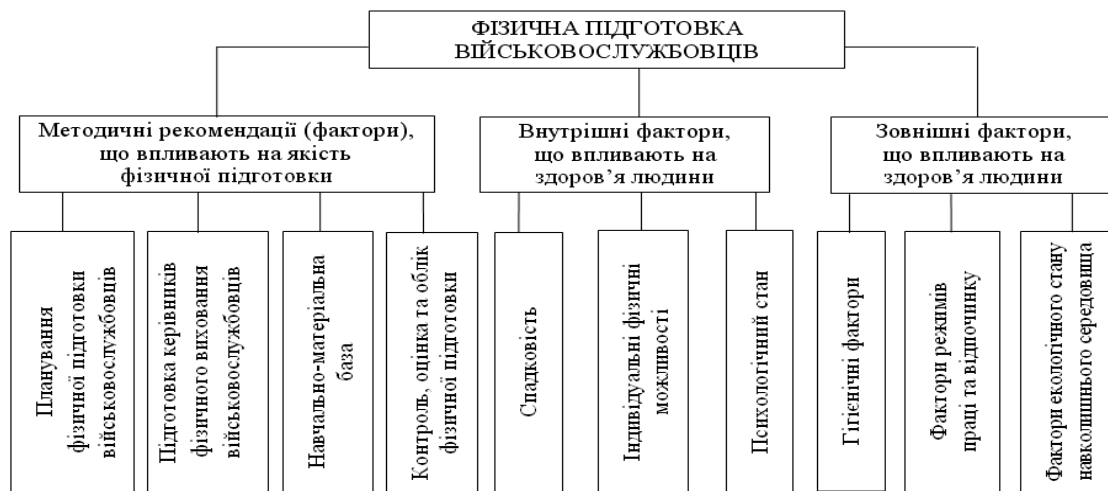 ФІЗИЧНА ПІДГОТОВКА
ВІЙСЬКОВОСЛУЖБОВЦІВ
Методичні рекомендації (фактори),
що впливають на якість
фізичної підготовки
Внутрішні фактори,
що впливають на
здоров’я людини
Зовнішні фактори,
що впливають на
здоров’я людини
Планування
фізичної підготовки
військовослужбовців
Підготовка керівників
фізичного виховання
військовослужбовців
Навчально-матеріальна
база
Контроль, оцінка та облік
фізичної підготовки
Спадковість
Індивідуальні фізичні
можливості
Психологічний стан
Гігієнічні фактори
Фактори режимів
праці та відпочинку
Фактори екологічного стану
навколишнього середовища